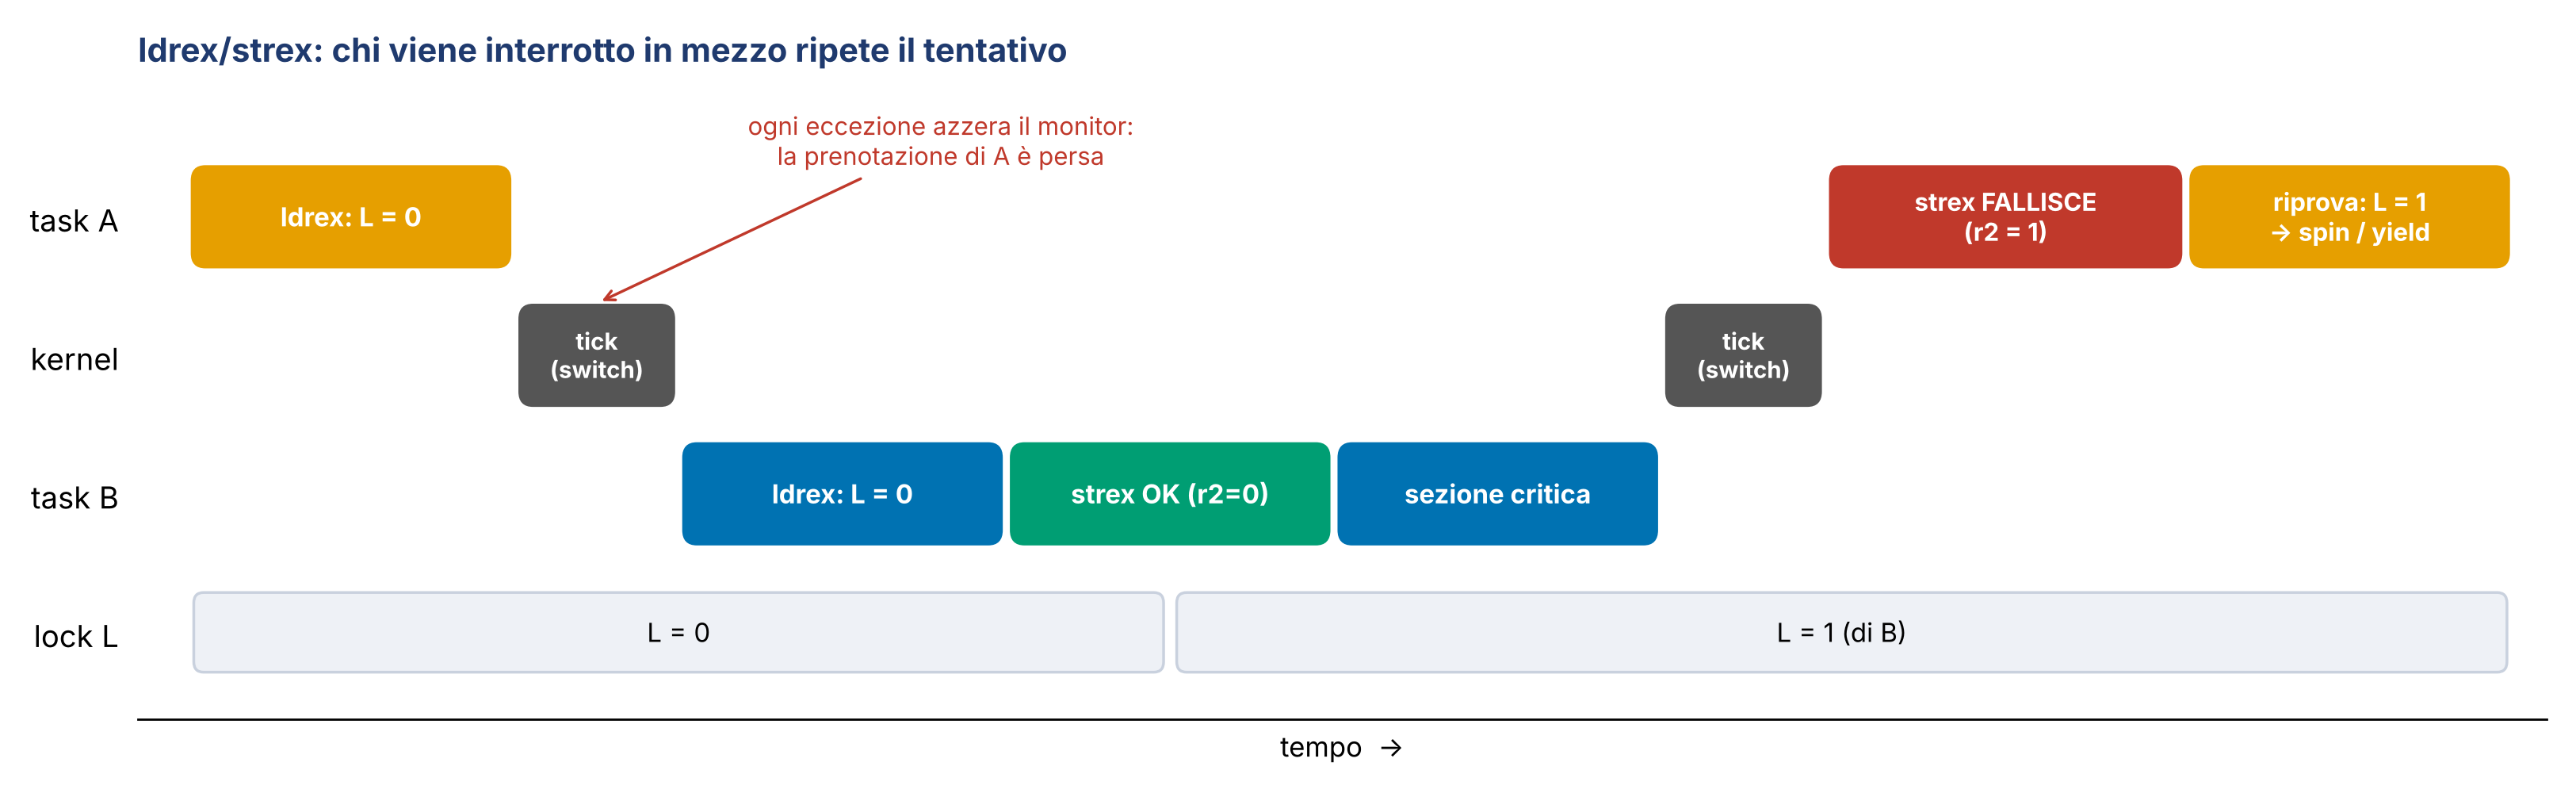 ldrex/strex: chi viene interrotto in mezzo ripete il tentativo
ogni eccezione azzera il monitor:
la prenotazione di A è persa
task A
ldrex: L = 0
strex FALLISCE
(r2 = 1)
riprova: L = 1
→ spin / yield
kernel
tick
(switch)
tick
(switch)
task B
ldrex: L = 0
strex OK (r2=0)
sezione critica
lock L
L = 0
L = 1 (di B)
tempo →